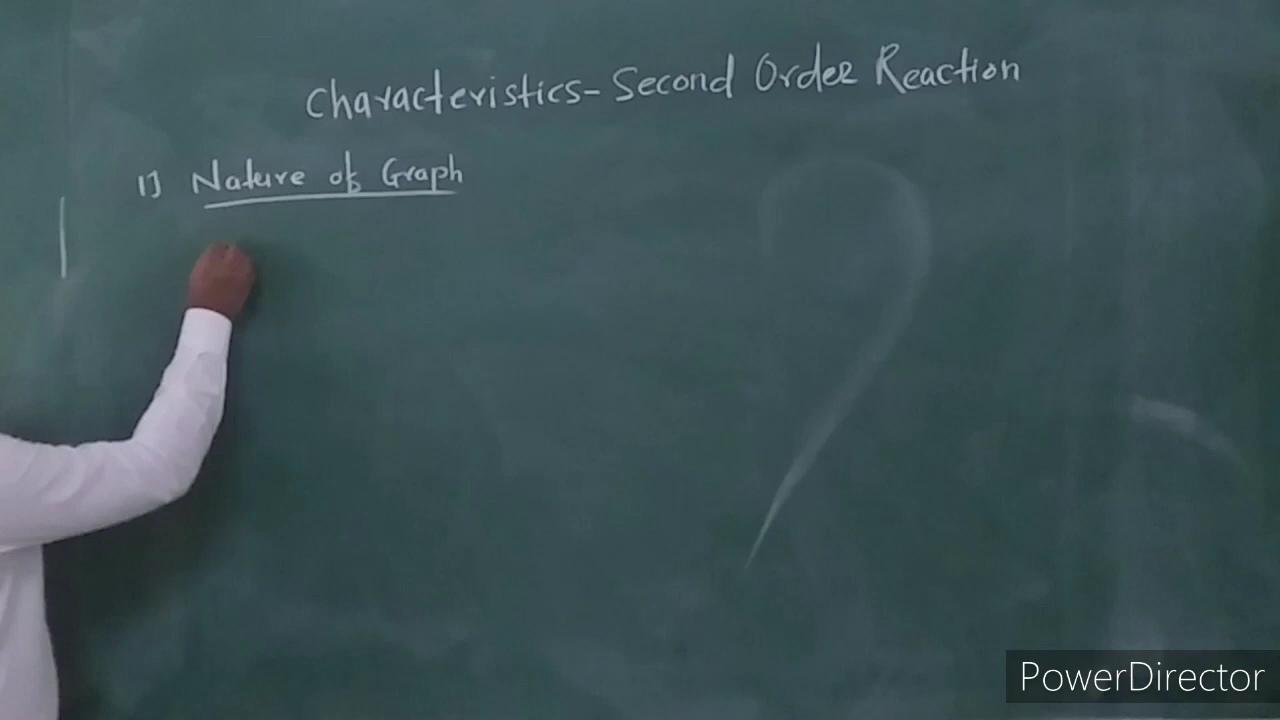 Characteristics- Second Order Reaction
1] Nature of Graph
PowerDirector